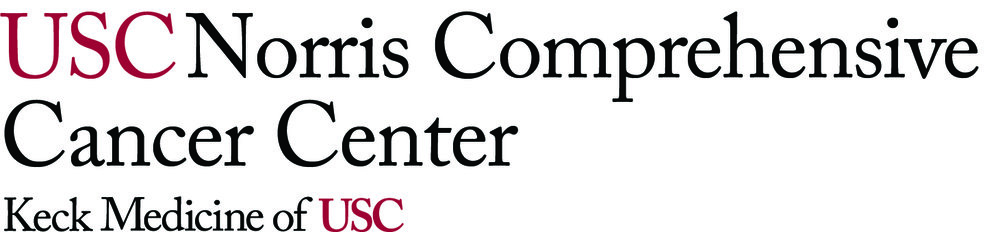 USC Norris Comprehensive
Cancer Center
Keck Medicine of USC